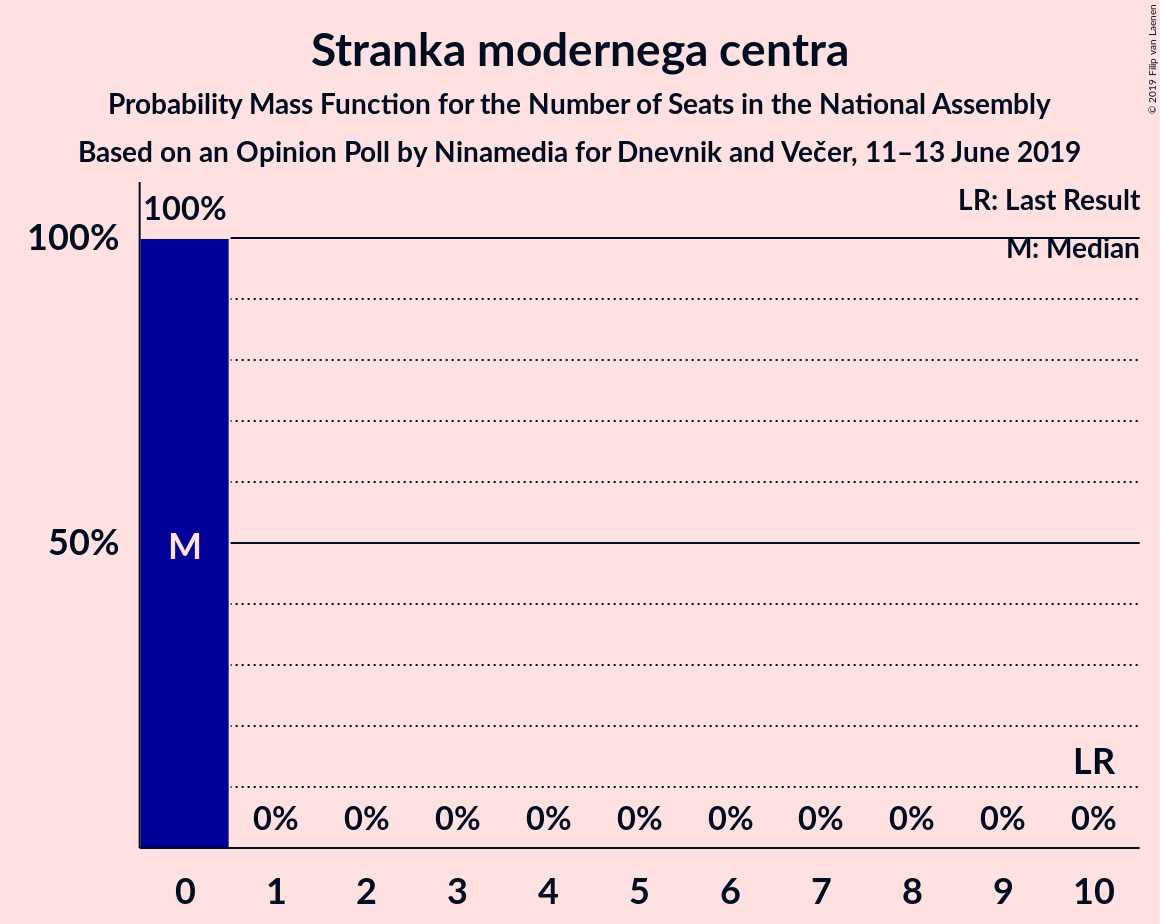 Stranka modernega centra
Probability Mass Function for the Number of Seats in the National Assembly
Based on an Opinion Poll by Ninamedia for Dnevnik and Večer, 11–13 June 2019
© 2019 Filip van Laenen
LR: Last Result
M: Median
100%
100%
50%
M
LR
0% 0% 0% 0% 0% 0% 0% 0% 0% 0%
0 1 2 3 4 5 6 7 8 9 10